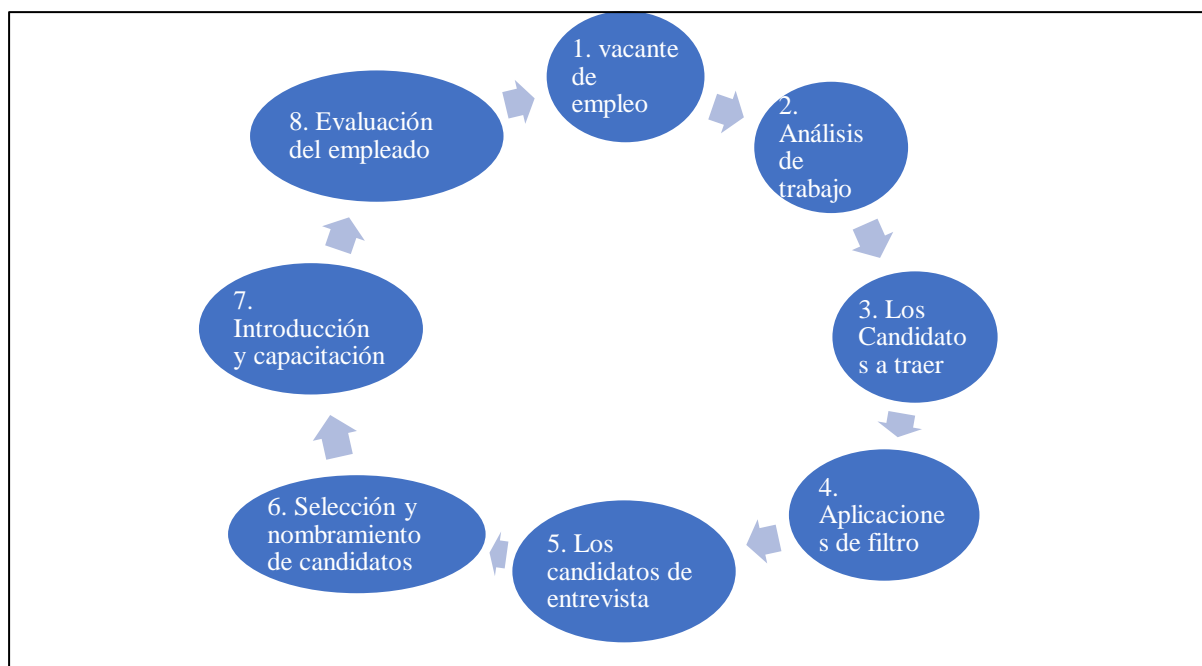 1. vacante
de
empleo
2.
Análisis
de
trabajo
3. Los
Candidato
s a traer
4.
Aplicacione
s de filtro
5. Los
candidatos de
entrevista
6. Selección y
nombramiento
de candidatos
7.
Introducción
y capacitación
8. Evaluación
del empleado